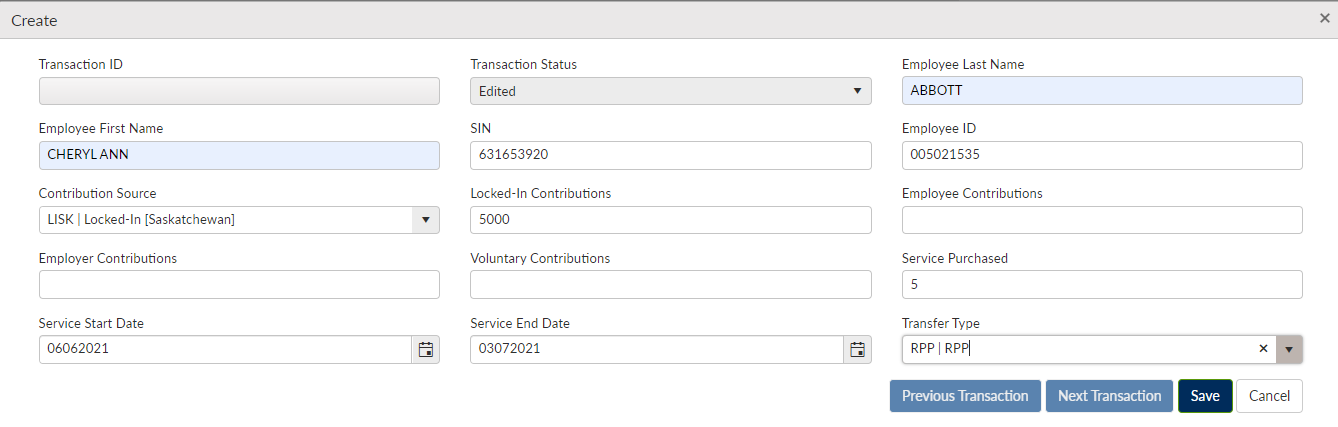 Create ×
Transaction ID Transaction Status Employee Last Name
Edited ABBOTT
Employee First Name SIN Employee ID
CHERYL ANN 631653920 005021535
Contribution Source Locked-In Contributions Employee Contributions
LISK | Locked-In [Saskatchewan] 5000
Employer Contributions Voluntary Contributions Service Purchased
5
Service Start Date Service End Date Transfer Type
06062021 03072021 RPP | RPP ×
Previous Transaction Next Transaction Save Cancel